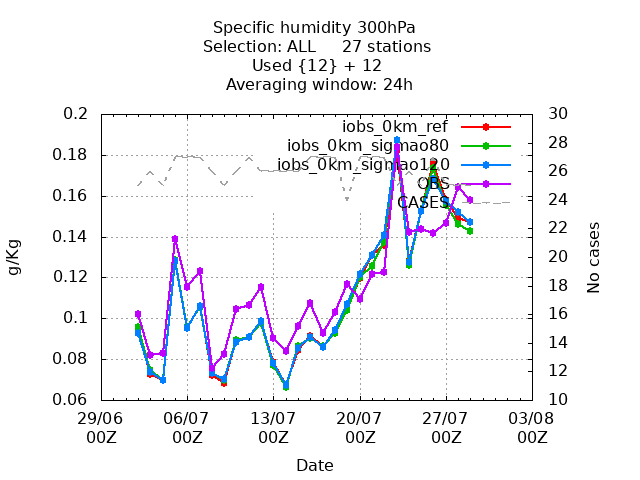 Specific humidity 300hPa
Selection: ALL     27 stations
Used {12} + 12
Averaging window: 24h
iobs_0km_ref
iobs_0km_sigmao80
iobs_0km_sigmao120
OBS
CASES
0.2
0.18
0.16
0.14
0.12
0.1
0.08
0.06
30
28
26
24
22
20
18
16
14
12
10
g/Kg
No cases
29/06 06/07 13/07 20/07 27/07 03/08
00Z 00Z 00Z 00Z 00Z 00Z
Date